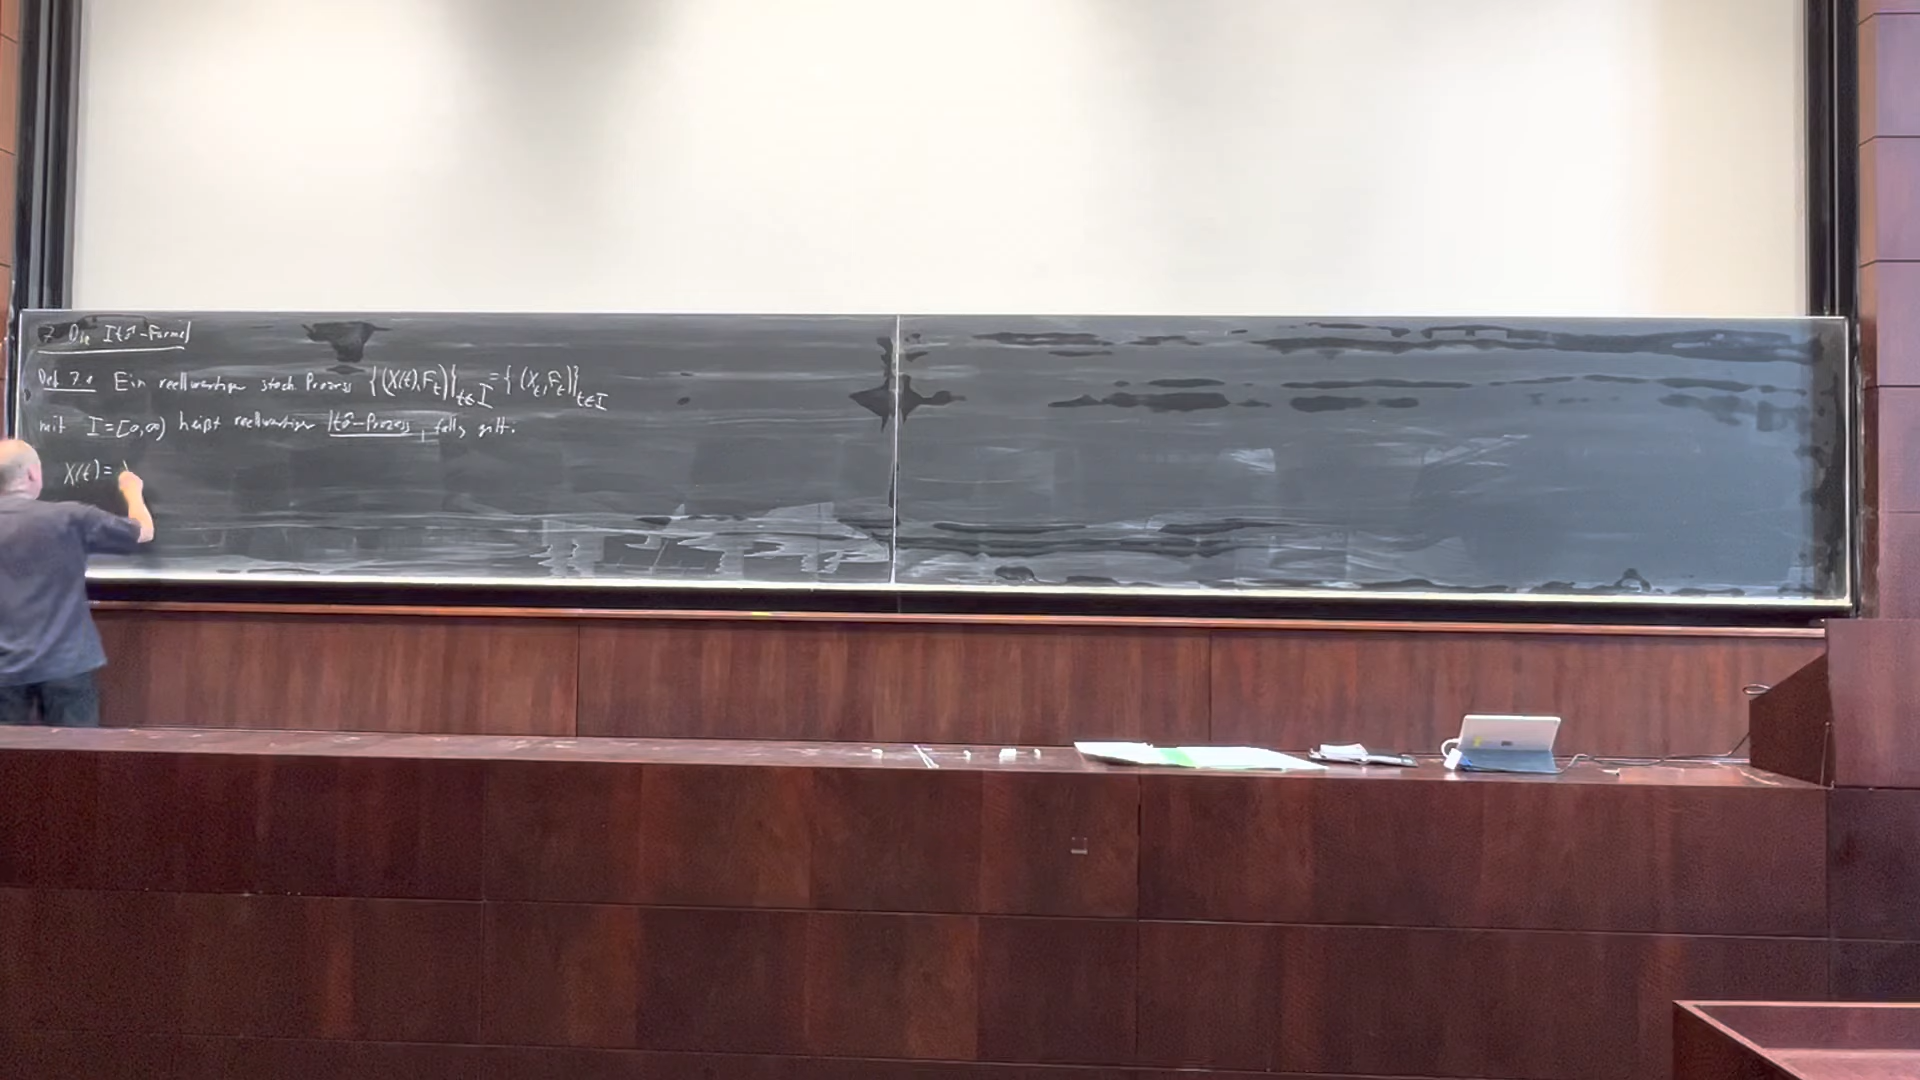 7 Die Itô-Formel
Def 7.1 Ein reellwertiger stoch Prozess {(X(t),F_t)}_{t∈I} = {(X_t,F_t)}_{t∈I}
mit I=[0,∞) heißt reellwertiger Itô-Prozess, falls gilt:
X(t)=